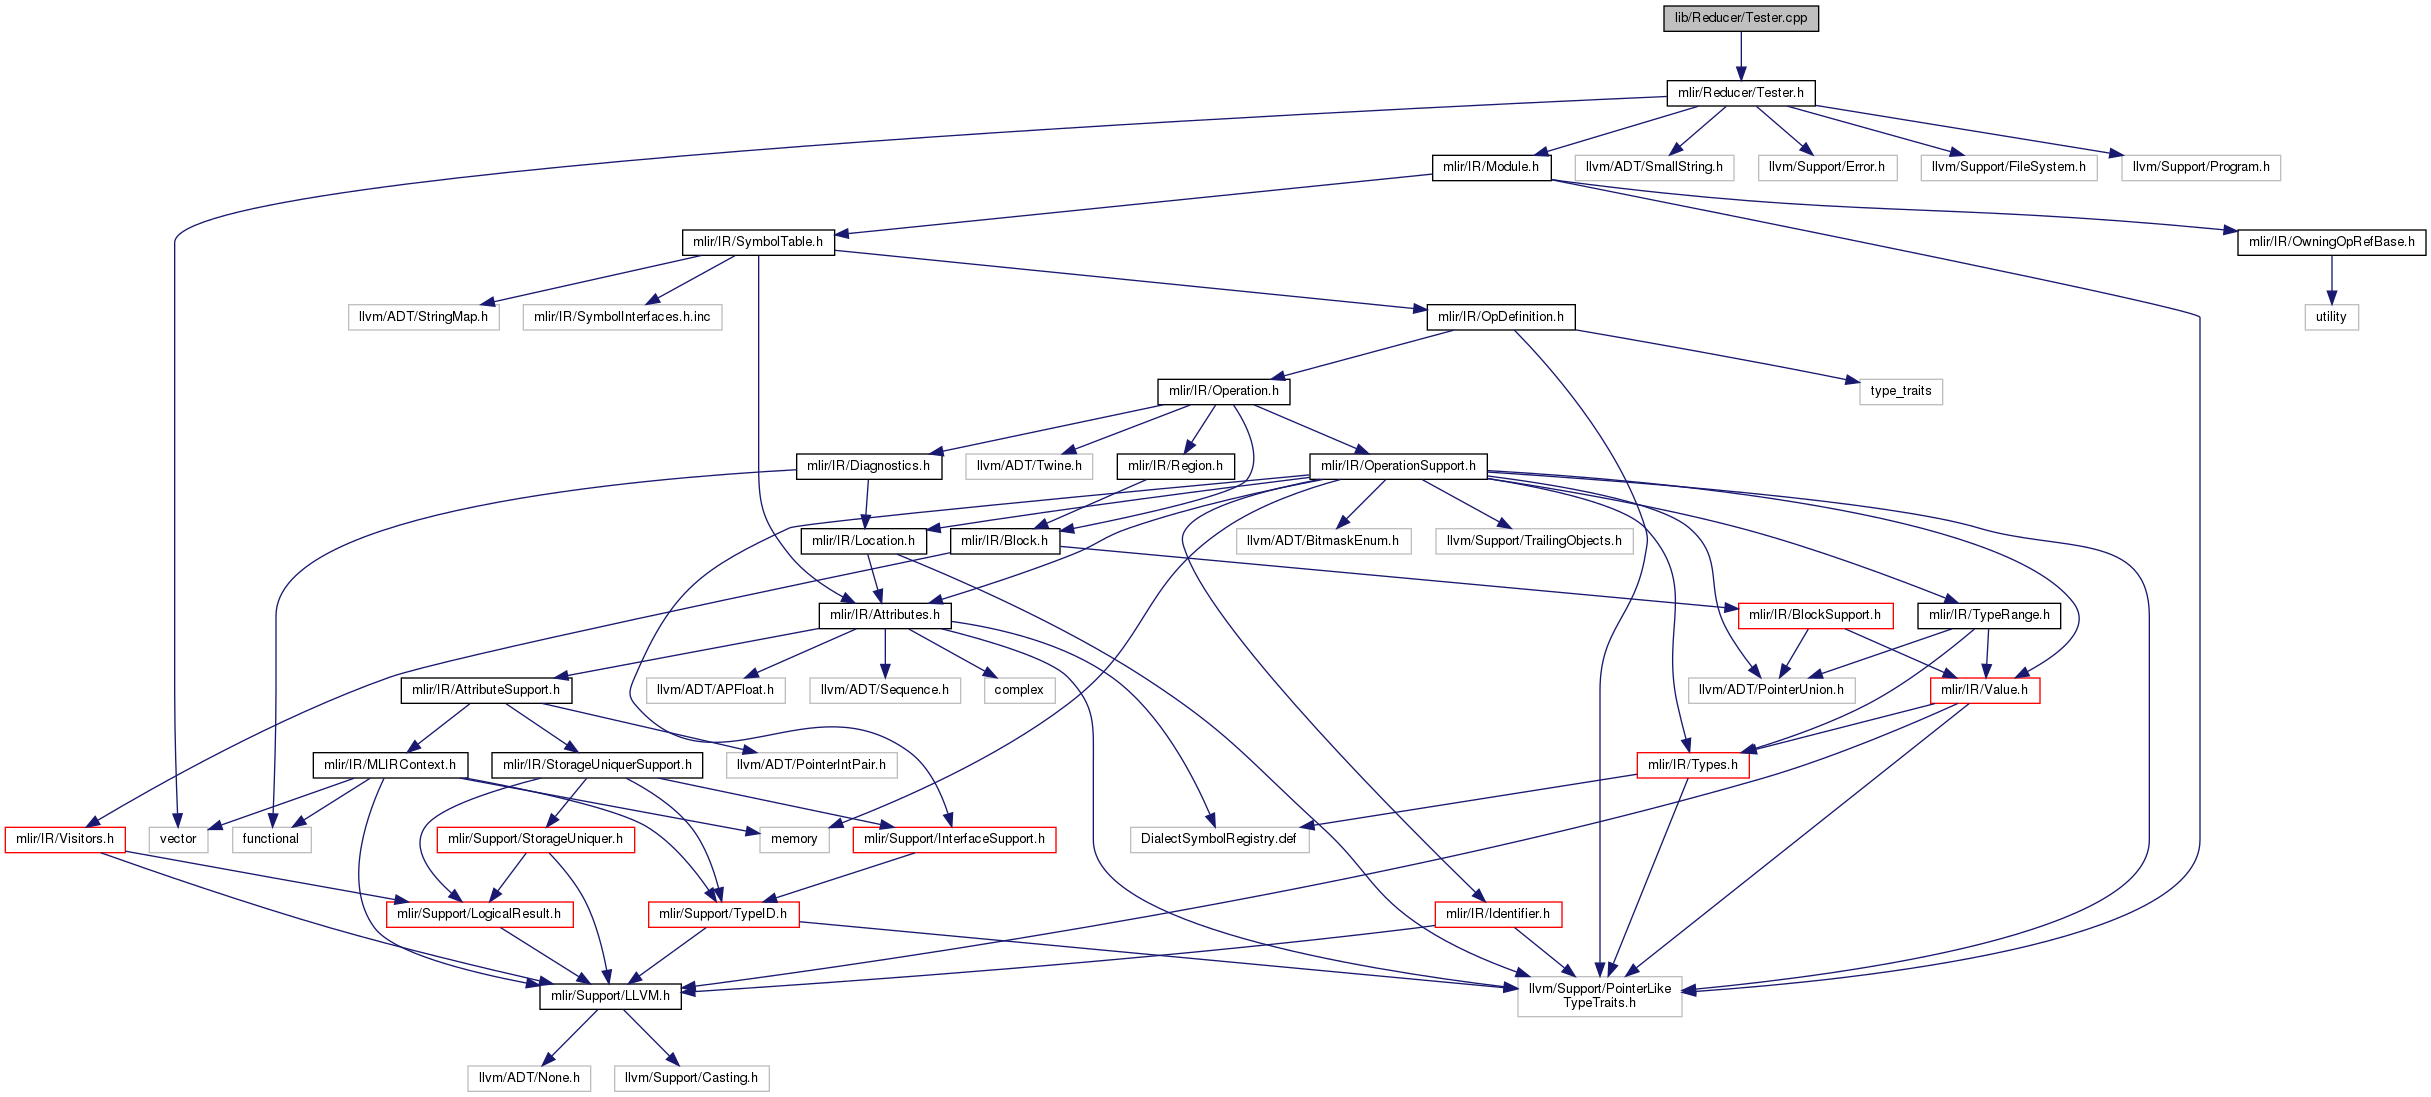 lib/Reducer/Tester.cpp
mlir/Reducer/Tester.h
mlir/IR/Module.h
llvm/ADT/SmallString.h
llvm/Support/Error.h
llvm/Support/FileSystem.h
llvm/Support/Program.h
mlir/IR/SymbolTable.h
mlir/IR/OwningOpRefBase.h
llvm/ADT/StringMap.h
mlir/IR/SymbolInterfaces.h.inc
mlir/IR/OpDefinition.h
utility
mlir/IR/Operation.h
type_traits
mlir/IR/Diagnostics.h
llvm/ADT/Twine.h
mlir/IR/Region.h
mlir/IR/OperationSupport.h
mlir/IR/Location.h
mlir/IR/Block.h
llvm/ADT/BitmaskEnum.h
llvm/Support/TrailingObjects.h
mlir/IR/Attributes.h
mlir/IR/BlockSupport.h
mlir/IR/TypeRange.h
mlir/IR/AttributeSupport.h
llvm/ADT/APFloat.h
llvm/ADT/Sequence.h
complex
llvm/ADT/PointerUnion.h
mlir/IR/Value.h
mlir/IR/MLIRContext.h
mlir/IR/StorageUniquerSupport.h
llvm/ADT/PointerIntPair.h
mlir/IR/Types.h
mlir/IR/Visitors.h
vector
functional
mlir/Support/StorageUniquer.h
memory
mlir/Support/InterfaceSupport.h
DialectSymbolRegistry.def
mlir/Support/LogicalResult.h
mlir/Support/TypeID.h
mlir/IR/Identifier.h
mlir/Support/LLVM.h
llvm/Support/PointerLike
TypeTraits.h
llvm/ADT/None.h
llvm/Support/Casting.h